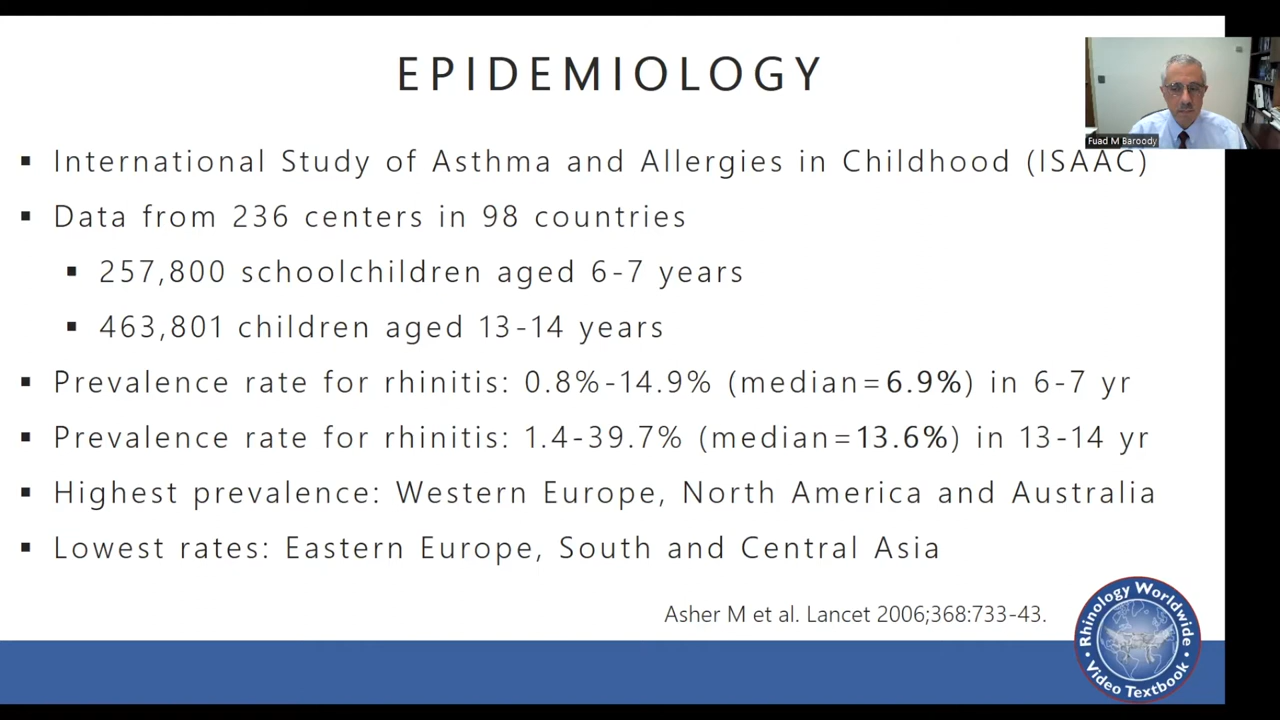 EPIDEMIOLOGY
Fuad M Baroody
▪ International Study of Asthma and Allergies in Childhood (ISAAC)
▪ Data from 236 centers in 98 countries
▪ 257,800 schoolchildren aged 6-7 years
▪ 463,801 children aged 13-14 years
▪ Prevalence rate for rhinitis: 0.8%-14.9% (median=6.9%) in 6-7 yr
▪ Prevalence rate for rhinitis: 1.4-39.7% (median=13.6%) in 13-14 yr
▪ Highest prevalence: Western Europe, North America and Australia
▪ Lowest rates: Eastern Europe, South and Central Asia
Asher M et al. Lancet 2006;368:733-43.
Rhinology Worldwide
• Video Textbook •